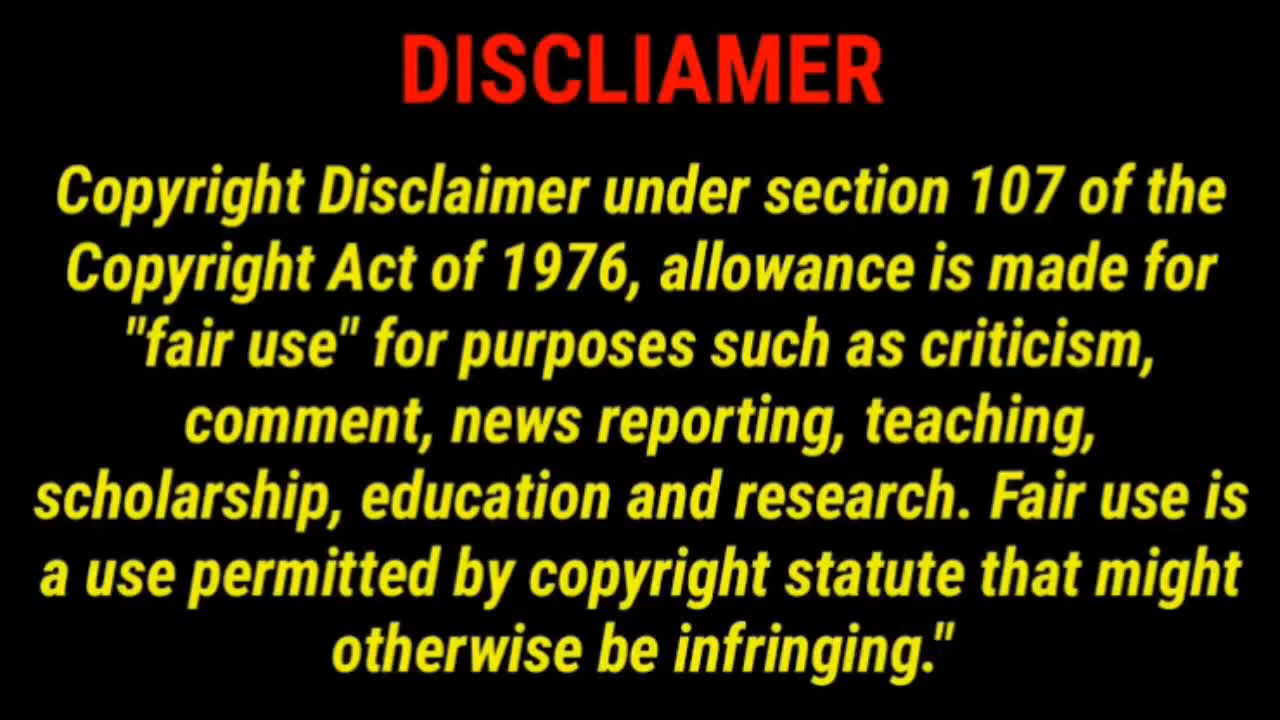 DISCLIAMER
Copyright Disclaimer under section 107 of the
Copyright Act of 1976, allowance is made for
"fair use" for purposes such as criticism,
comment, news reporting, teaching,
scholarship, education and research. Fair use is
a use permitted by copyright statute that might
otherwise be infringing."